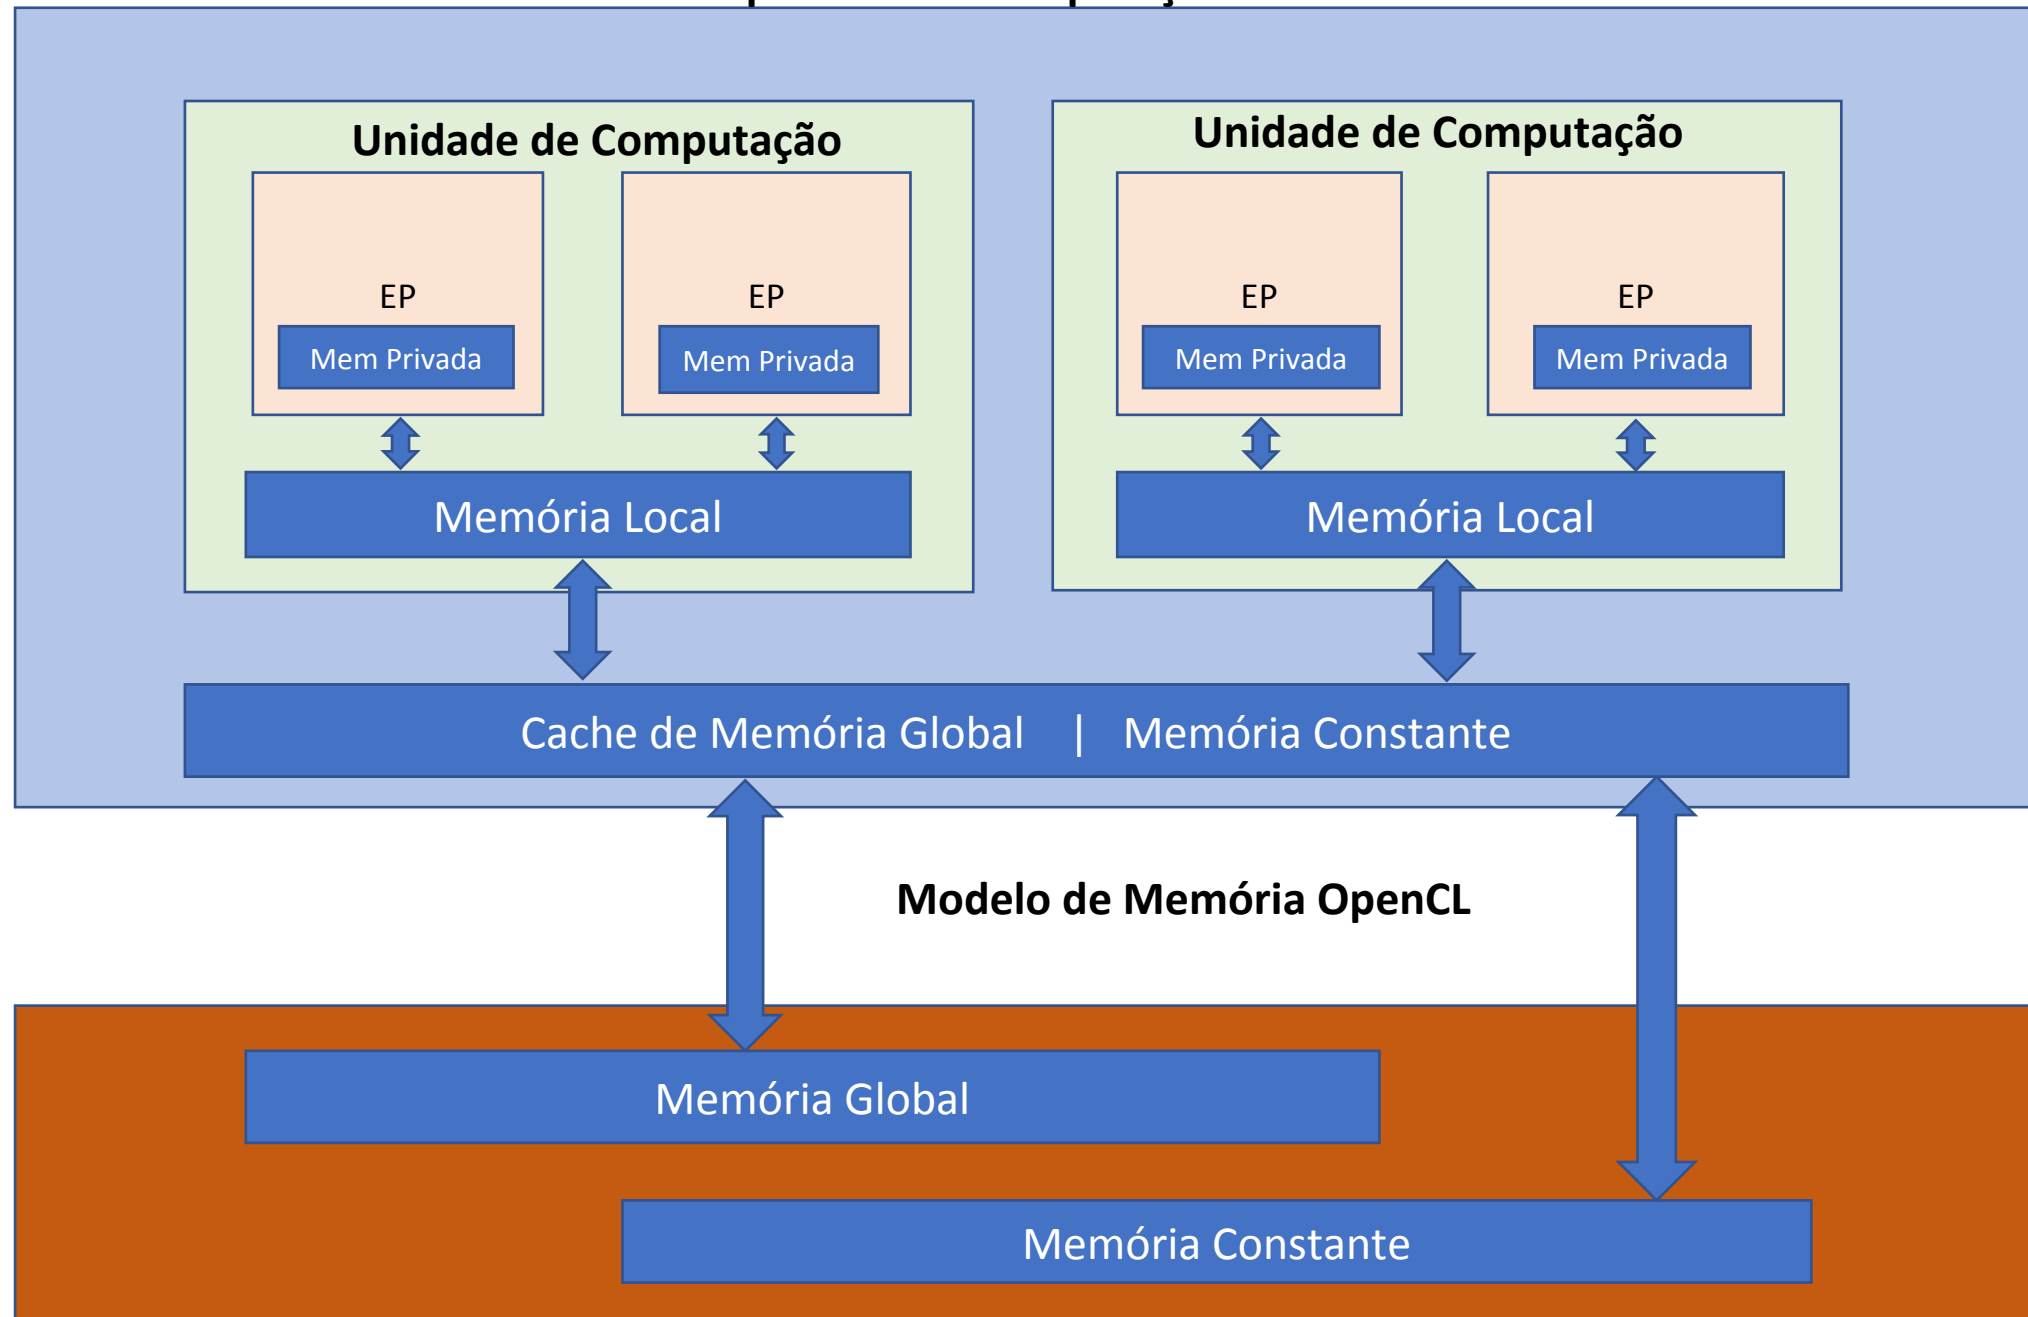 Unidade de Computação
Unidade de Computação
EP
EP
EP
EP
Mem Privada
Mem Privada
Mem Privada
Mem Privada
Memória Local
Memória Local
Cache de Memória Global | Memória Constante
Modelo de Memória OpenCL
Memória Global
Memória Constante